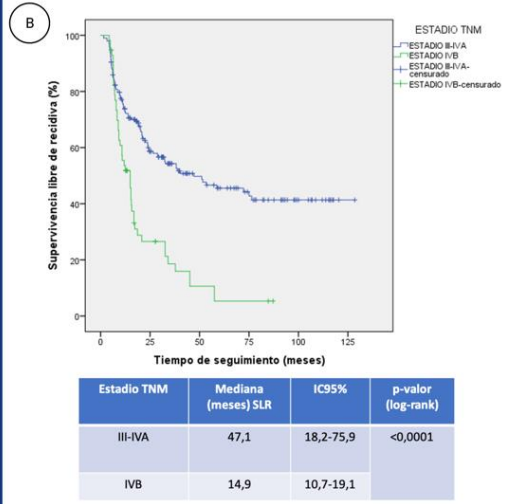 B
ESTADIO TNM
ESTADIO III-IVA
ESTADIO IVB
ESTADIO III-IVA-
censurado
ESTADIO IVB-censurado
Supervivencia libre de recidiva (%)
100
80
60
40
20
0
0 25 50 75 100 125
Tiempo de seguimiento (meses)
Estadio TNM Mediana IC95% p-valor
(meses) SLR (log-rank)
III-IVA 47,1 18,2-75,9 <0,0001
IVB 14,9 10,7-19,1